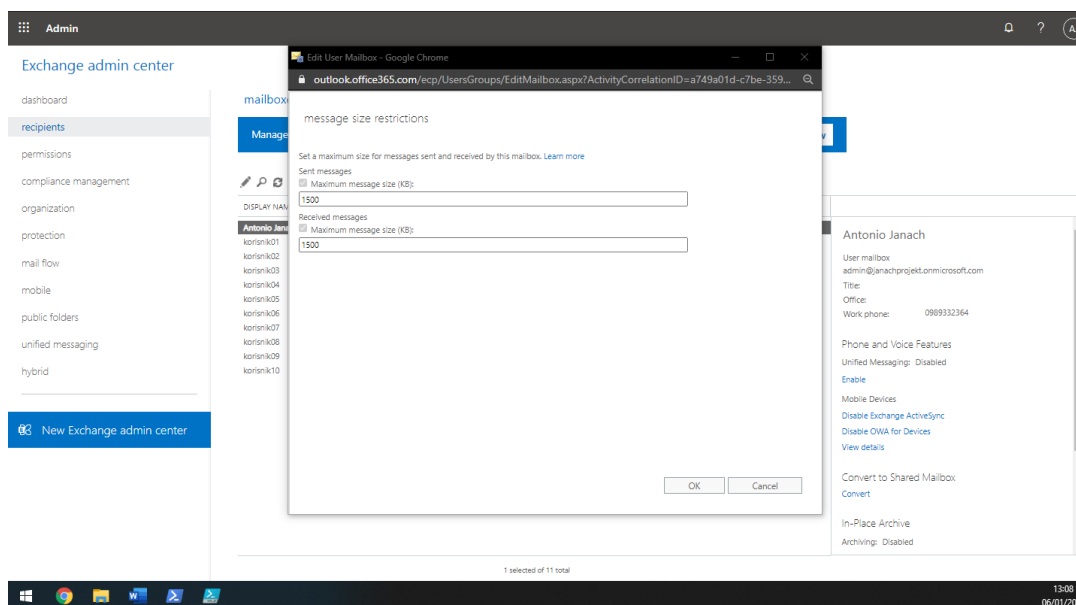 Admin
?
A
Exchange admin center
dashboard
recipients
permissions
compliance management
organization
protection
mail flow
mobile
public folders
unified messaging
hybrid
New Exchange admin center
Manage
DISPLAY NAM
Antonio Jana
korisnik01
korisnik02
korisnik03
korisnik04
korisnik05
korisnik06
korisnik07
korisnik08
korisnik09
korisnik10
Edit User Mailbox - Google Chrome
outlook.office365.com/ecp/UsersGroups/EditMailbox.aspx?ActivityCorrelationID=a749a01d-c7be-359...
message size restrictions
Set a maximum size for messages sent and received by this mailbox. Learn more
Sent messages
Maximum message size (KB):
1500
Received messages
Maximum message size (KB):
1500
OK Cancel
Antonio Janach
User mailbox
admin@janachprojekt.onmicrosoft.com
Title:
Office:
Work phone: 0989332364
Phone and Voice Features
Unified Messaging: Disabled
Enable
Mobile Devices
Disable Exchange ActiveSync
Disable OWA for Devices
View details
Convert to Shared Mailbox
Convert
In-Place Archive
Archiving: Disabled
1 selected of 11 total
13:08
06/01/20